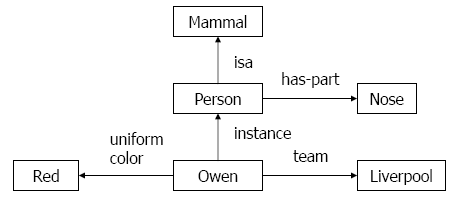 Mammal
isa
has-part
Person
Nose
uniform
color
instance
team
Red
Owen
Liverpool